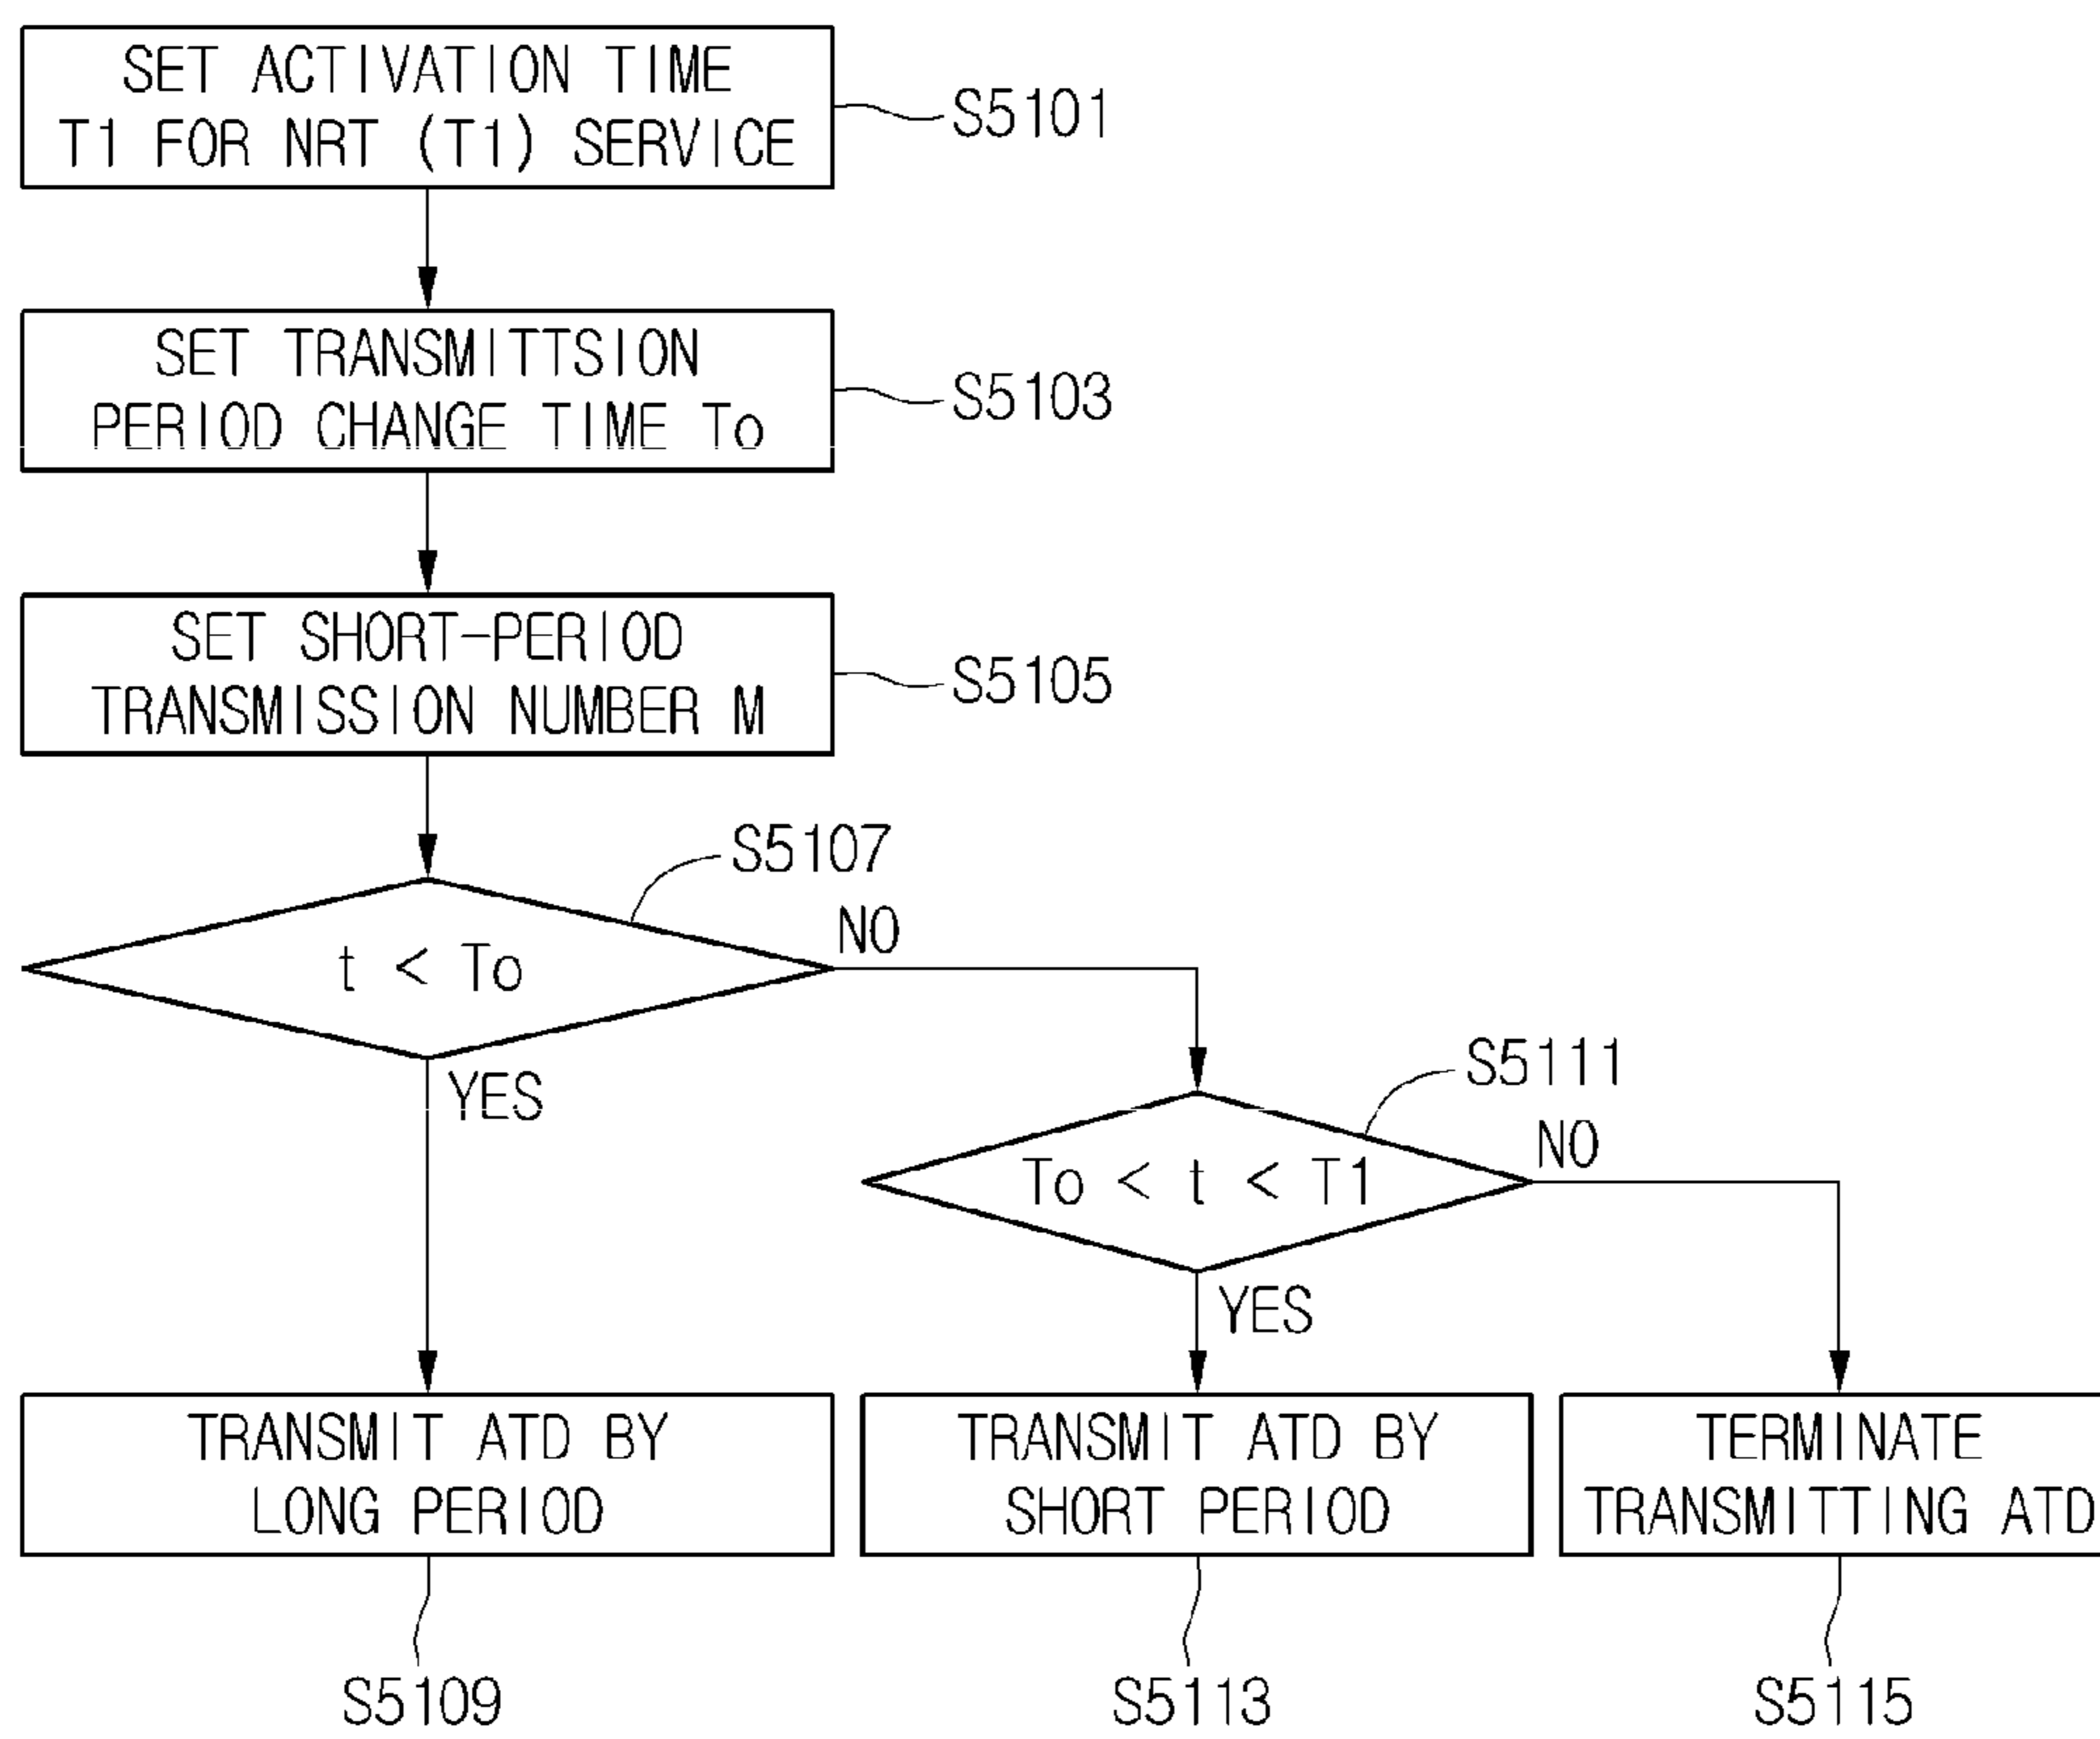 SET ACTIVATION TIME
T1 FOR NRT (T1) SERVICE
S5101
SET TRANSMITTSION
PERIOD CHANGE TIME To
S5103
SET SHORT-PERIOD
TRANSMISSION NUMBER M
S5105
S5107
t < To
NO
YES
S5111
To < t < T1
NO
YES
TRANSMIT ATD BY
LONG PERIOD
TRANSMIT ATD BY
SHORT PERIOD
TERMINATE
TRANSMITTING ATD
S5109
S5113
S5115